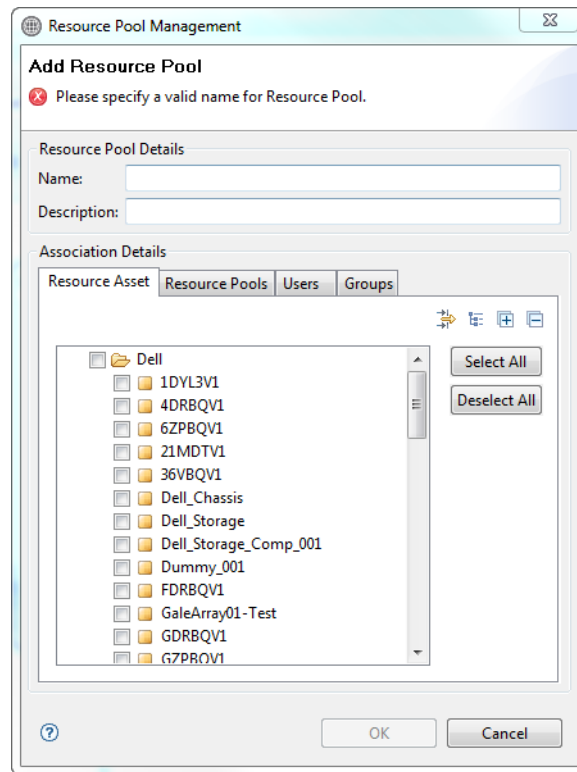 Resource Pool Management
Add Resource Pool
Please specify a valid name for Resource Pool.
Resource Pool Details
Name:
Description:
Association Details
Resource Asset Resource Pools Users Groups
Dell
Select All
1DYL3V1
4DRBQV1
Deselect All
6ZPBQV1
21MDTV1
36VBQV1
Dell_Chassis
Dell_Storage
Dell_Storage_Comp_001
Dummy_001
FDRBQV1
GaleArray01-Test
GDRBQV1
GZPBQV1
OK Cancel